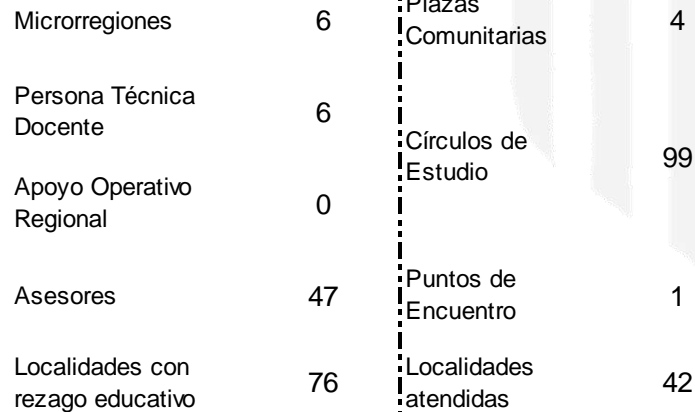 Microrregiones 6
Persona Técnica
Docente 6
Apoyo Operativo
Regional 0
Asesores 47
Localidades con
rezago educativo 76
Plazas
Comunitarias 4
Círculos de
Estudio 99
Puntos de
Encuentro 1
Localidades
atendidas 42